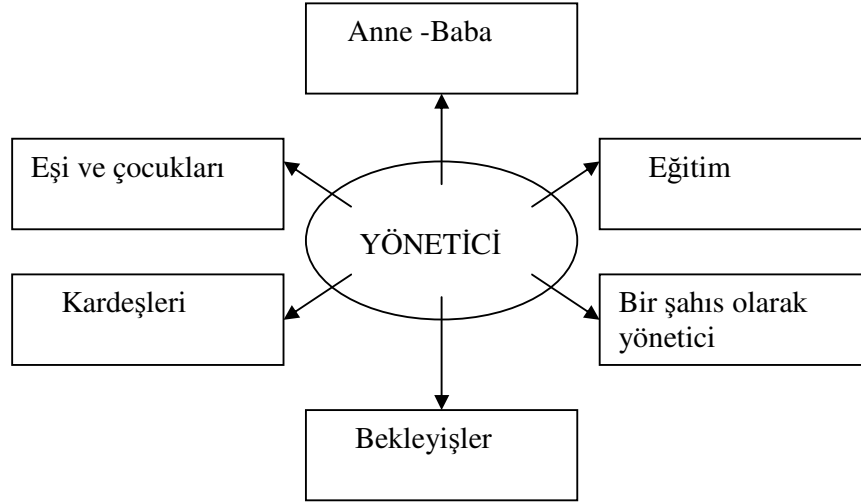 Anne -Baba
Eşi ve çocukları
Eğitim
YÖNETİCİ
Kardeşleri
Bir şahıs olarak
yönetici
Bekleyişler